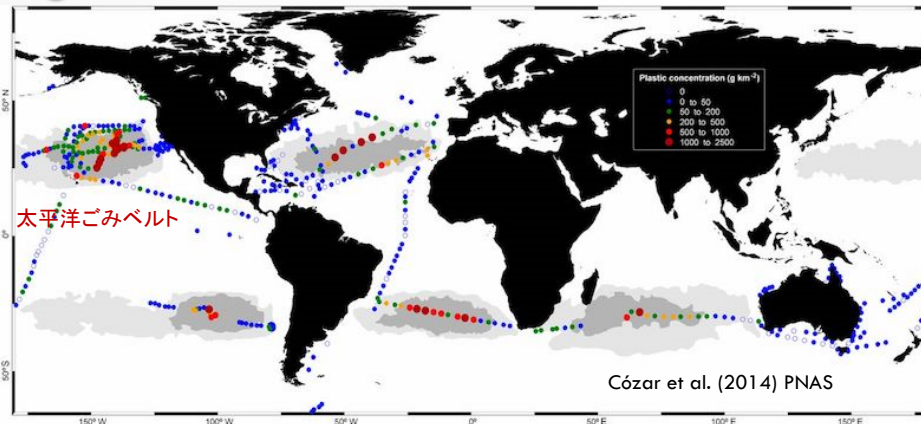 Plastic concentration (g km⁻²)
0
0 to 50
50 to 200
200 to 500
500 to 1000
1000 to 2500
50° N
太平洋ごみベルト
0°
50° S
Cózar et al. (2014) PNAS
150° W
100° W
50° W
0°
50° E
100° E
150° E